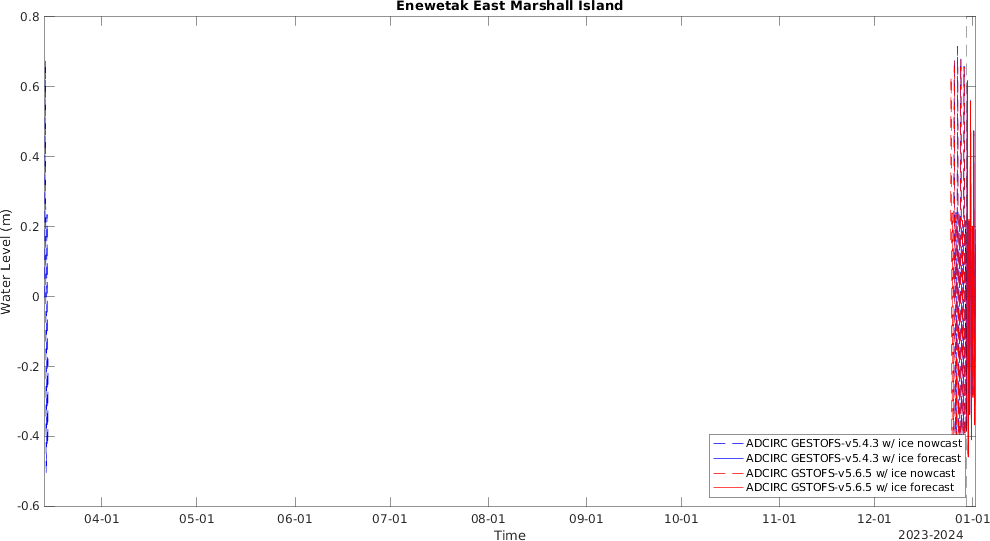 Enewetak East Marshall Island
0.8
0.6
0.4
0.2
0
-0.2
-0.4
-0.6
Water Level (m)
04-01 05-01 06-01 07-01 08-01 09-01 10-01 11-01 12-01 01-01
2023-2024
Time
ADCIRC GESTOFS-v5.4.3 w/ ice nowcast
ADCIRC GESTOFS-v5.4.3 w/ ice forecast
ADCIRC GSTOFS-v5.6.5 w/ ice nowcast
ADCIRC GSTOFS-v5.6.5 w/ ice forecast